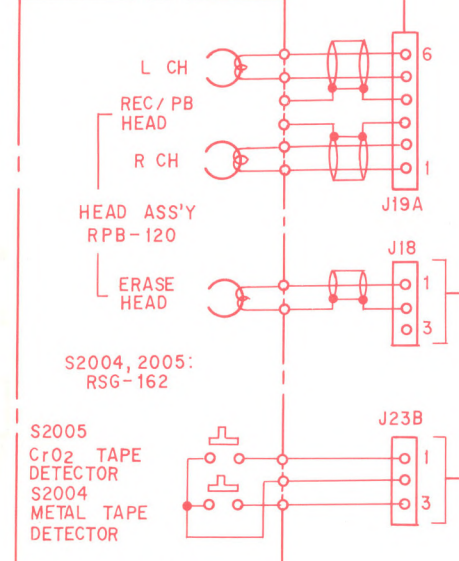 L CH
6
REC/PB
HEAD
R CH
1
J19A
HEAD ASS'Y
RPB-120
J18
ERASE
HEAD
1
3
S2004, 2005:
RSG-162
J23B
S2005
CrO2 TAPE
DETECTOR
1
S2004
METAL TAPE
DETECTOR
3